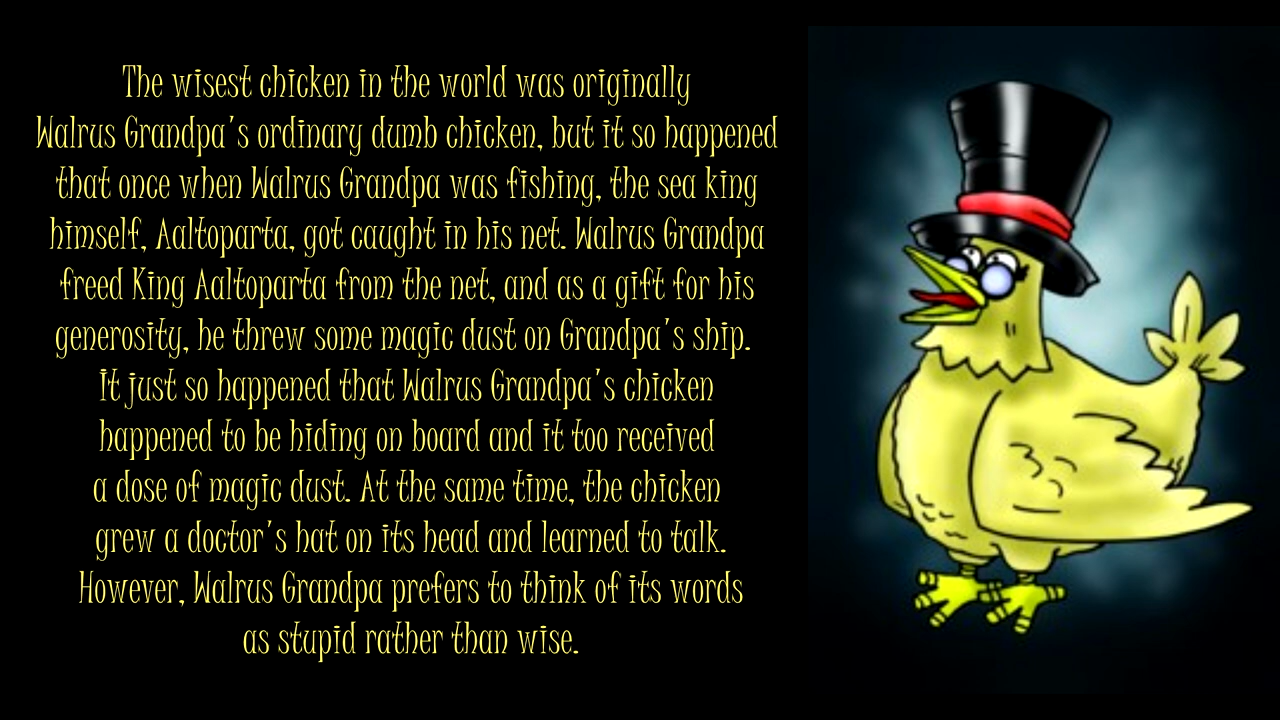 The wisest chicken in the world was originally
Walrus Grandpa's ordinary dumb chicken, but it so happened
that once when Walrus Grandpa was fishing, the sea king
himself, Aaltoparta, got caught in his net. Walrus Grandpa
freed King Aaltoparta from the net, and as a gift for his
generosity, he threw some magic dust on Grandpa's ship.
It just so happened that Walrus Grandpa's chicken
happened to be hiding on board and it too received
a dose of magic dust. At the same time, the chicken
grew a doctor's hat on its head and learned to talk.
However, Walrus Grandpa prefers to think of its words
as stupid rather than wise.